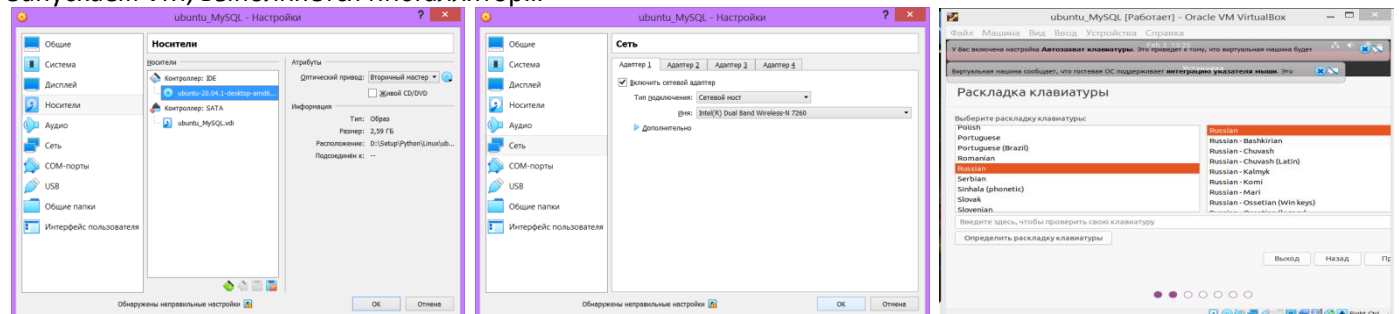 Запускаем VM, выполняется инсталлятор…
ubuntu_MySQL - Настройки
Общие
Система
Дисплей
Носители
Аудио
Сеть
COM-порты
USB
Общие папки
Интерфейс пользователя
Носители
Носители
Контроллер: IDE
ubuntu-20.04.1-desktop-amd6...
Контроллер: SATA
ubuntu_MySQL.vdi
Атрибуты
Оптический привод: Вторичный мастер
Живой CD/DVD
Информация
Тип: Образ
Размер: 2,59 ГБ
Расположение: D:\Setup\Python\Linux\ub...
Подсоединён к: --
Обнаружены неправильные настройки
OK
Отмена
ubuntu_MySQL - Настройки
Общие
Система
Дисплей
Носители
Аудио
Сеть
COM-порты
USB
Общие папки
Интерфейс пользователя
Сеть
Адаптер 1 Адаптер 2 Адаптер 3 Адаптер 4
Включить сетевой адаптер
Тип подключения: Сетевой мост
Имя: Intel(R) Dual Band Wireless-N 7260
Дополнительно
Обнаружены неправильные настройки
OK
Отмена
ubuntu_MySQL [Работает] - Oracle VM VirtualBox
Файл Машина Вид Ввод Устройства Справка
У Вас включена настройка Автозахват клавиатуры. Это приведет к тому, что виртуальная машина будет
Виртуальная машина сообщает, что гостевая ОС поддерживает интеграцию указателя мыши. Это
Раскладка клавиатуры
Выберите раскладку клавиатуры:
Polish
Portuguese
Portuguese (Brazil)
Romanian
Russian
Serbian
Sinhala (phonetic)
Slovak
Slovenian
Russian
Russian - Bashkirian
Russian - Chuvash
Russian - Chuvash (Latin)
Russian - Kalmyk
Russian - Komi
Russian - Mari
Russian - Ossetian (Win keys)
Введите здесь, чтобы проверить свою клавиатуру
Определить раскладку клавиатуры
Выход
Назад
Пр
Right Ctrl